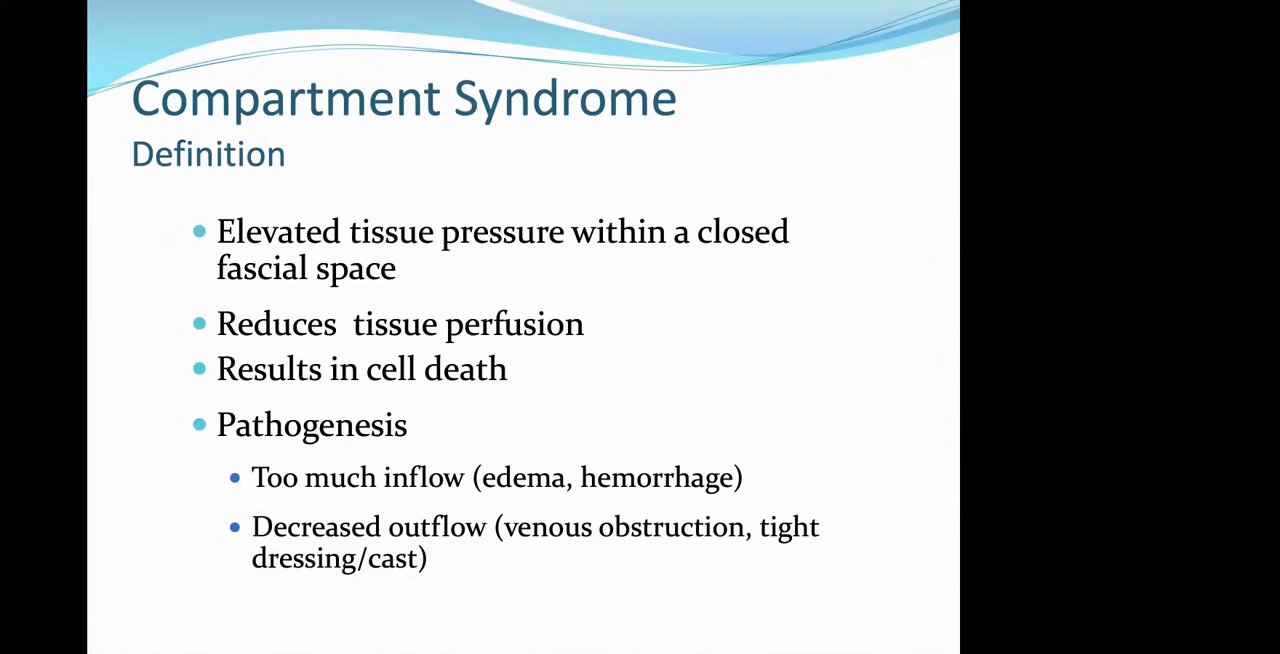 Compartment Syndrome
Definition
• Elevated tissue pressure within a closed
fascial space
• Reduces  tissue perfusion
• Results in cell death
• Pathogenesis
• Too much inflow (edema, hemorrhage)
• Decreased outflow (venous obstruction, tight
dressing/cast)